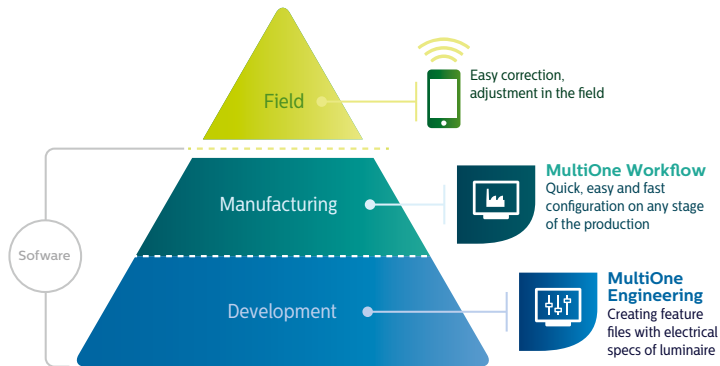 Field
Easy correction,
adjustment in the field
Manufacturing
MultiOne Workflow
Quick, easy and fast
configuration on any stage
of the production
Sofware
Development
MultiOne
Engineering
Creating feature
files with electrical
specs of luminaire